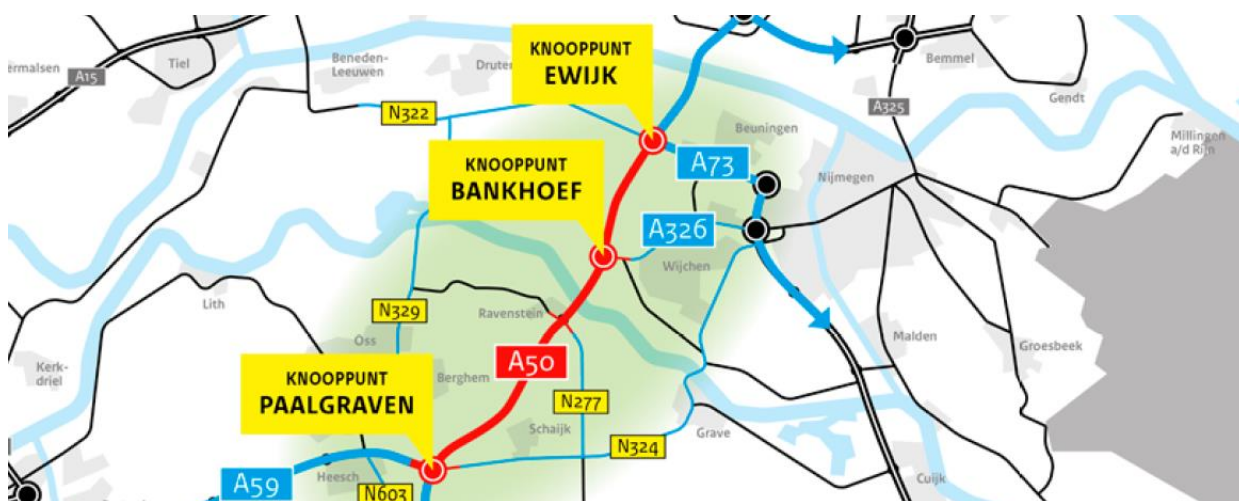 KNOOPPUNT
EWIJK
ermalsen
Tiel
Beneden-
Leeuwen
Druten
Bemmel
A15
A325
Gendt
N322
Beuningen
Millingen
a/d Rijn
KNOOPPUNT
BANKHOEF
A73
Nijmegen
A326
Wijchen
Lith
N329
Ravenstein
Oss
Malden
Groesbeek
Kerk-
driel
KNOOPPUNT
PAALGRAVEN
Berghem
A50
N277
Schaijk
Grave
N324
Heesch
A59
N603
Cuijk